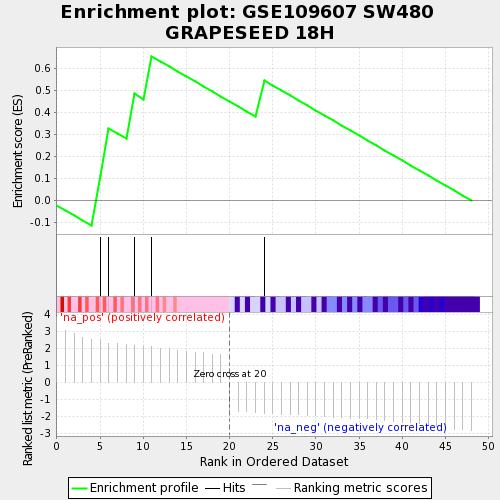 Enrichment plot: GSE109607 SW480
GRAPESEED 18H
Enrichment score (ES)
0.6
0.5
0.4
0.3
0.2
0.1
0.0
-0.1
Ranked list metric (PreRanked)
4
3
2
1
0
-1
-2
-3
'na_pos' (positively correlated)
Zero cross at 20
'na_neg' (negatively correlated)
0 5 10 15 20 25 30 35 40 45 50
Rank in Ordered Dataset
Enrichment profile Hits Ranking metric scores